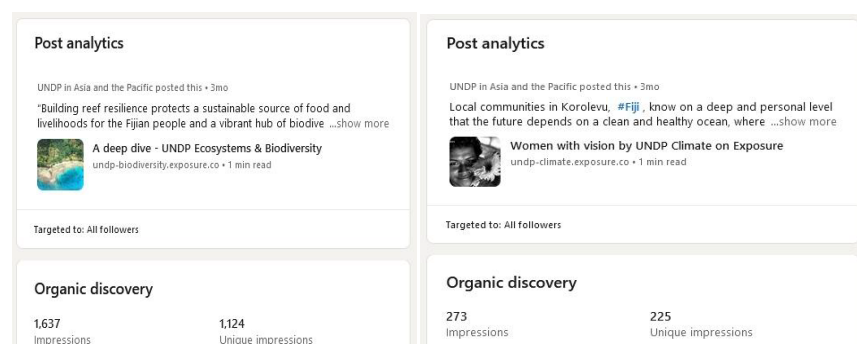 Post analytics
UNDP in Asia and the Pacific posted this • 3mo
“Building reef resilience protects a sustainable source of food and
livelihoods for the Fijian people and a vibrant hub of biodive ...show more
A deep dive - UNDP Ecosystems & Biodiversity
undp-biodiversity.exposure.co • 1 min read
Targeted to: All followers
Organic discovery
1,637
Impressions
1,124
Unique impressions
Post analytics
UNDP in Asia and the Pacific posted this • 3mo
Local communities in Korolevu, #Fiji , know on a deep and personal level
that the future depends on a clean and healthy ocean, where ...show more
Women with vision by UNDP Climate on Exposure
undp-climate.exposure.co • 1 min read
Targeted to: All followers
Organic discovery
273
Impressions
225
Unique impressions